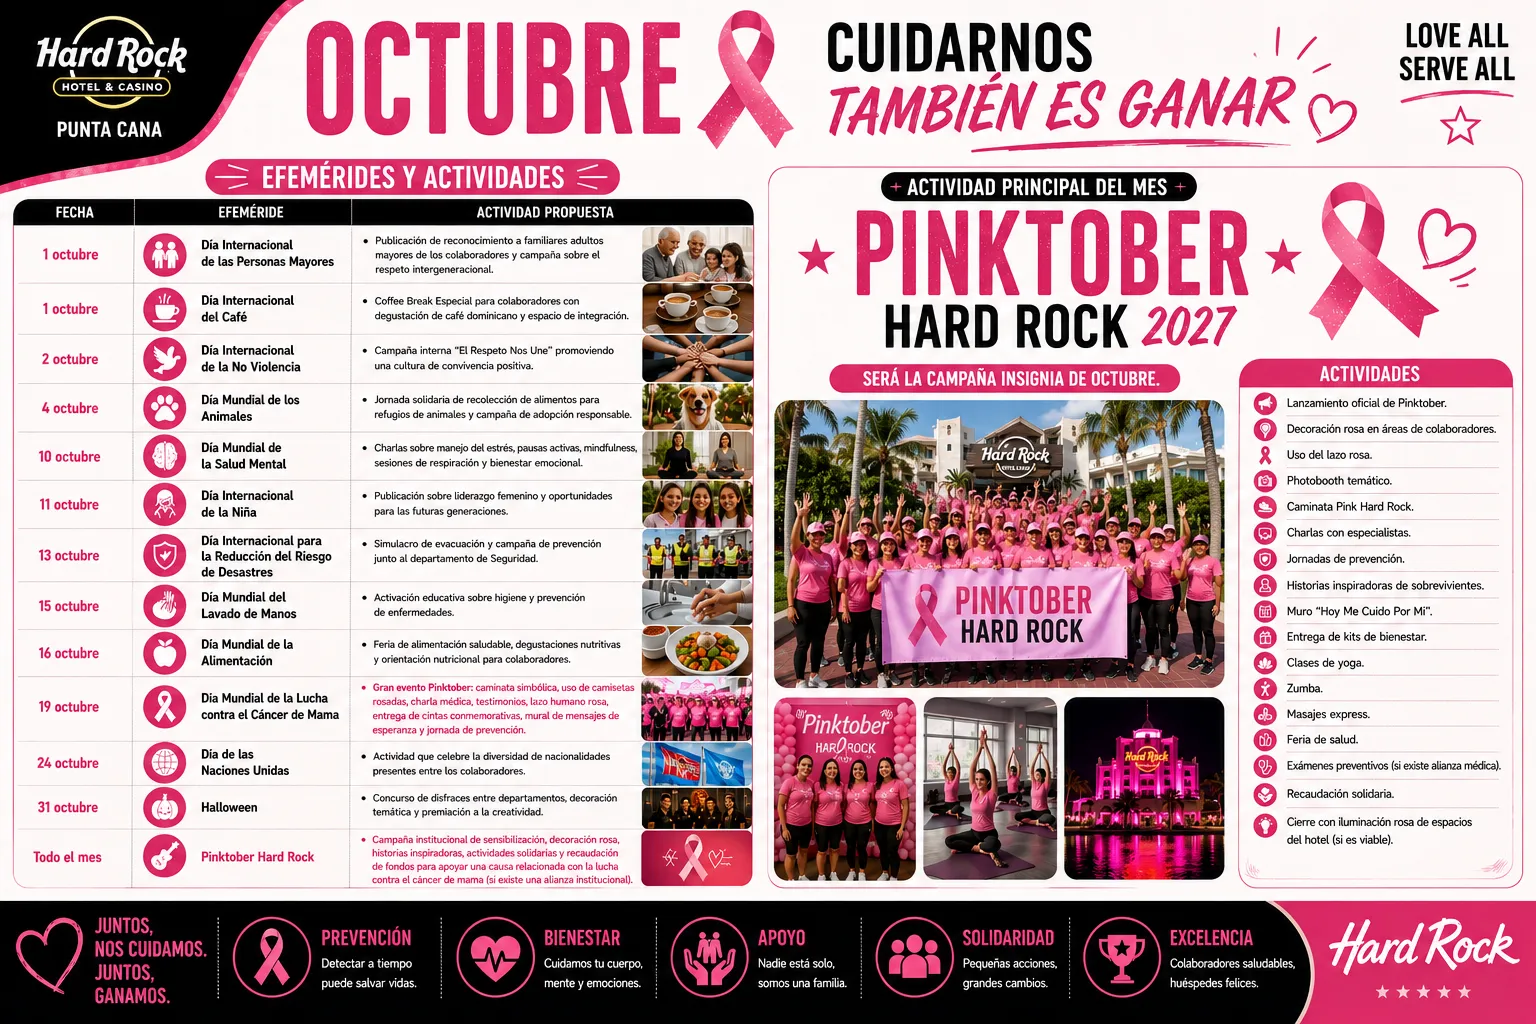 Hard Rock
HOTEL & CASINO
PUNTA CANA
OCTUBRE
CUIDARNOS
TAMBIÉN ES GANAR
LOVE ALL
SERVE ALL
EFEMÉRIDES Y ACTIVIDADES
FECHA
EFEMÉRIDE
ACTIVIDAD PROPUESTA
1 octubre
Día Internacional
de las Personas Mayores
• Publicación de reconocimiento a familiares adultos
mayores de los colaboradores y campaña sobre el
respeto intergeneracional.
1 octubre
Día Internacional
del Café
• Coffee Break Especial para colaboradores con
degustación de café dominicano y espacio de integración.
2 octubre
Día Internacional
de la No Violencia
• Campaña interna “El Respeto Nos Une” promoviendo
una cultura de convivencia positiva.
4 octubre
Día Mundial de los
Animales
• Jornada solidaria de recolección de alimentos para
refugios de animales y campaña de adopción responsable.
10 octubre
Día Mundial de
la Salud Mental
• Charlas sobre manejo del estrés, pausas activas, mindfulness,
sesiones de respiración y bienestar emocional.
11 octubre
Día Internacional
de la Niña
• Publicación sobre liderazgo femenino y oportunidades
para las futuras generaciones.
13 octubre
Día Internacional para
la Reducción del Riesgo
de Desastres
• Simulacro de evacuación y campaña de prevención
junto al departamento de Seguridad.
15 octubre
Día Mundial del
Lavado de Manos
• Activación educativa sobre higiene y prevención
de enfermedades.
16 octubre
Día Mundial de la
Alimentación
• Feria de alimentación saludable, degustaciones nutritivas
y orientación nutricional para colaboradores.
19 octubre
Día Mundial de la Lucha
contra el Cáncer de Mama
• Gran evento Pinktober: caminata simbólica, uso de camisetas
rosadas, charla médica, testimonios, lazo humano rosa,
entrega de cintas conmemorativas, mural de mensajes de
esperanza y jornada de prevención.
24 octubre
Día de las
Naciones Unidas
• Actividad que celebre la diversidad de nacionalidades
presentes entre los colaboradores.
31 octubre
Halloween
• Concurso de disfraces entre departamentos, decoración
temática y premiación a la creatividad.
Todo el mes
Pinktober Hard Rock
• Campaña institucional de sensibilización, decoración rosa,
historias inspiradoras, actividades solidarias y recaudación
de fondos para apoyar una causa relacionada con la lucha
contra el cáncer de mama (si existe una alianza institucional).
+ ACTIVIDAD PRINCIPAL DEL MES +
PINKTOBER
HARD ROCK 2027
SERÁ LA CAMPAÑA INSIGNIA DE OCTUBRE.
Hard Rock
PINKTOBER
HARD ROCK
Pinktober
HARD ROCK
Hard Rock
ACTIVIDADES
Lanzamiento oficial de Pinktober.
Decoración rosa en áreas de colaboradores.
Uso del lazo rosa.
Photobooth temático.
Caminata Pink Hard Rock.
Charlas con especialistas.
Jornadas de prevención.
Historias inspiradoras de sobrevivientes.
Muro “Hoy Me Cuido Por Mi”.
Entrega de kits de bienestar.
Clases de yoga.
Zumba.
Masajes express.
Feria de salud.
Exámenes preventivos (si existe alianza médica).
Recaudación solidaria.
Cierre con iluminación rosa de espacios
del hotel (si es viable).
JUNTOS,
NOS CUIDAMOS.
JUNTOS,
GANAMOS.
PREVENCIÓN
Detectar a tiempo
puede salvar vidas.
BIENESTAR
Cuidamos tu cuerpo,
mente y emociones.
APOYO
Nadie está solo,
somos una familia.
SOLIDARIDAD
Pequeñas acciones,
grandes cambios.
EXCELENCIA
Colaboradores saludables,
huéspedes felices.
Hard Rock